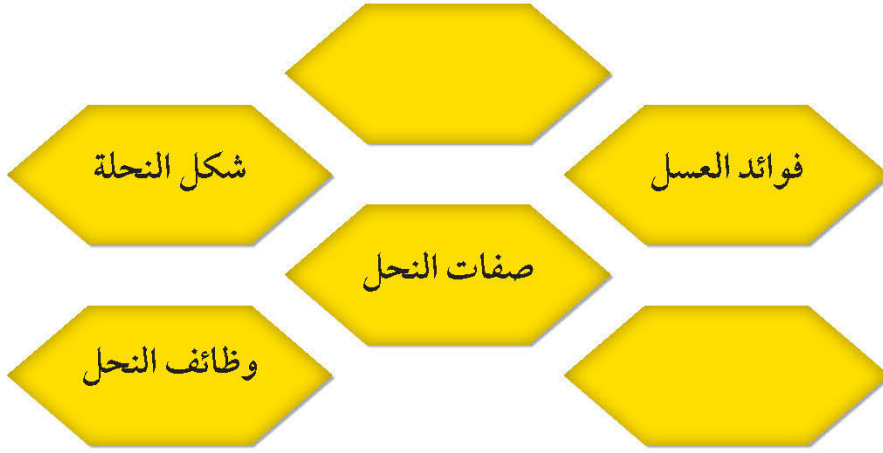 فوائد العسل
شكل النحلة
صفات النحل
وظائف النحل